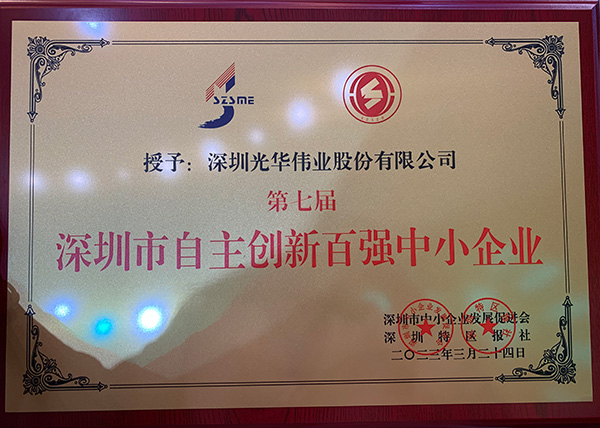 SZSME
授予：深圳光华伟业股份有限公司
第七届
深圳市自主创新百强中小企业
深圳市中小企业发展促进会
深圳特区报社
二〇二三年三月二十四日